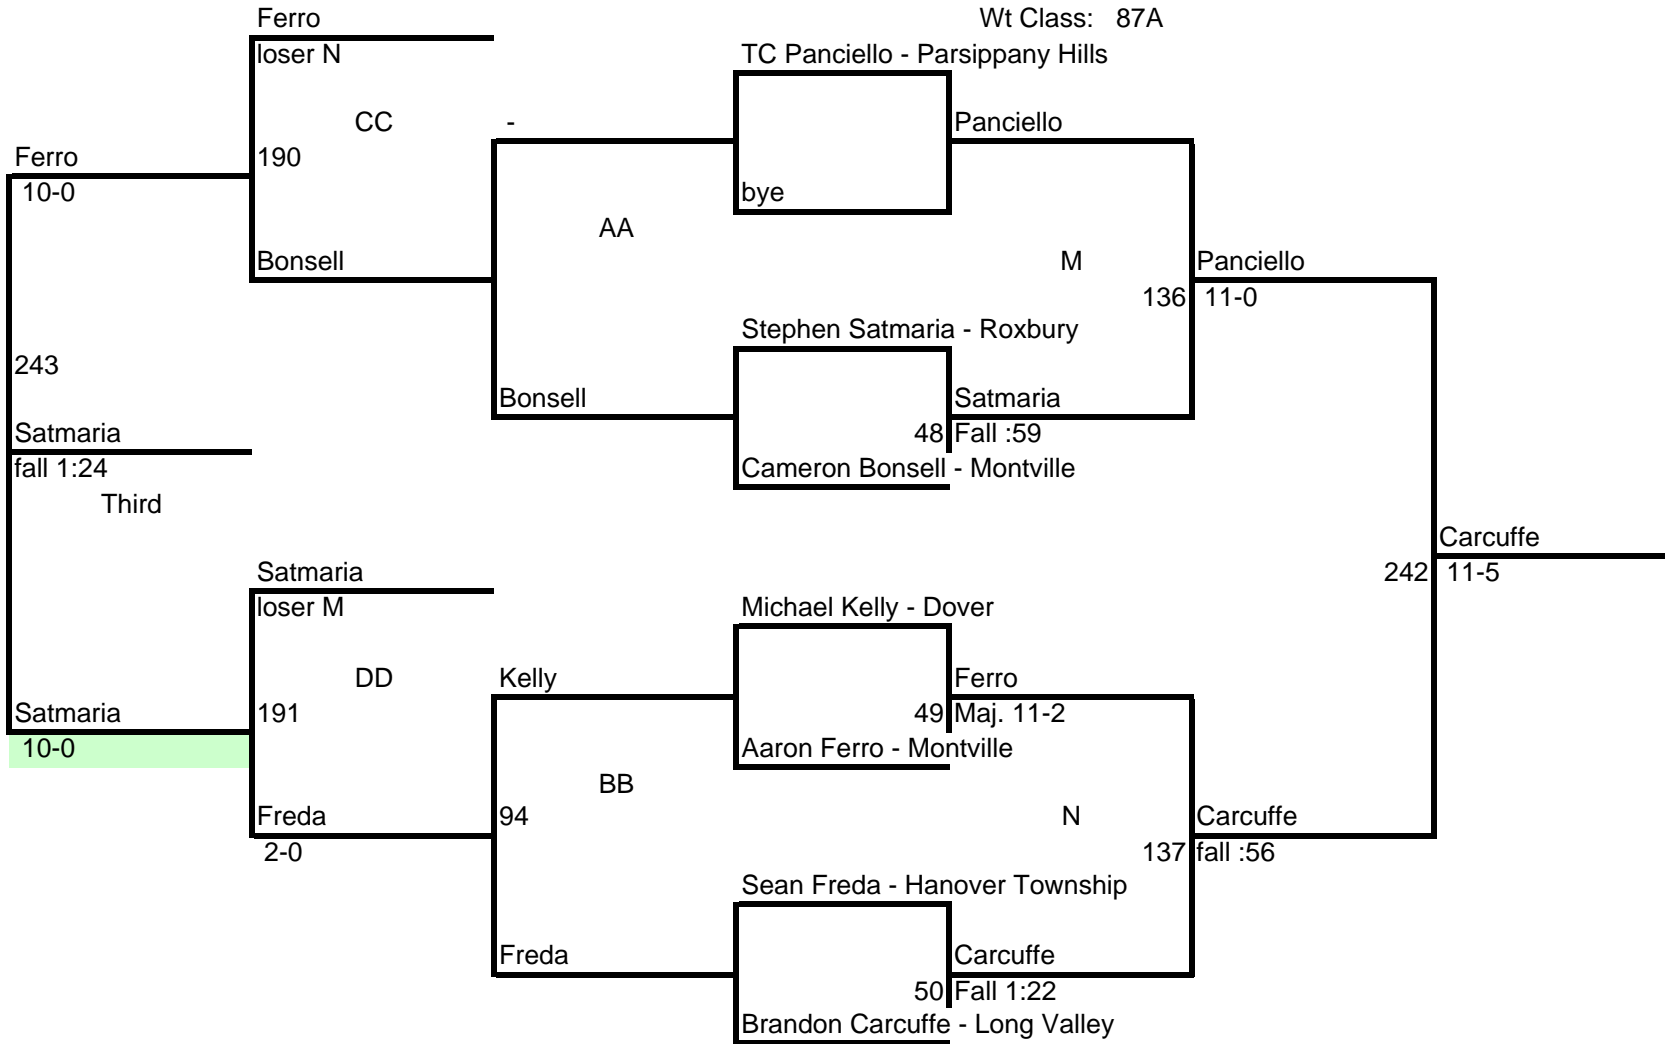 Ferro
Wt Class: 87A
loser N
TC Panciello - Parsippany Hills
CC
-
Panciello
Ferro
190
10-0
bye
AA
Bonsell
M
Panciello
136
11-0
Stephen Satmaria - Roxbury
243
Bonsell
Satmaria
Satmaria
48
Fall :59
fall 1:24
Cameron Bonsell - Montville
Third
Carcuffe
Satmaria
242
11-5
loser M
Michael Kelly - Dover
DD
Kelly
Ferro
Satmaria
191
49
Maj. 11-2
10-0
Aaron Ferro - Montville
BB
Freda
94
N
Carcuffe
2-0
137
fall :56
Sean Freda - Hanover Township
Freda
Carcuffe
50
Fall 1:22
Brandon Carcuffe - Long Valley